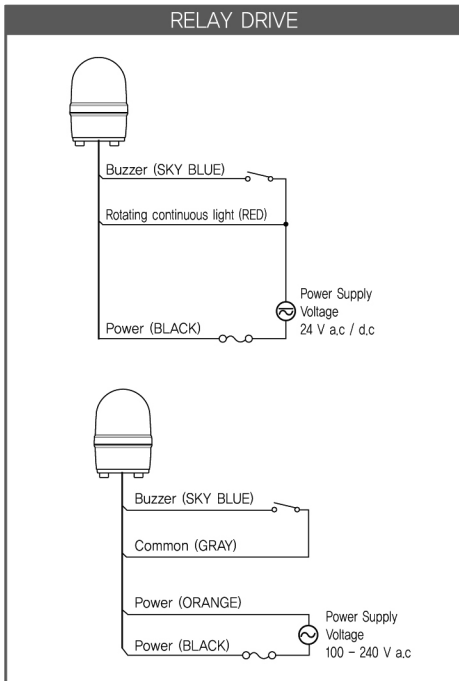 RELAY DRIVE
Buzzer (SKY BLUE)
Rotating continuous light (RED)
Power Supply
Voltage
24 V a.c / d.c
Power (BLACK)
Buzzer (SKY BLUE)
Common (GRAY)
Power (ORANGE)
Power Supply
Voltage
100 - 240 V a.c
Power (BLACK)